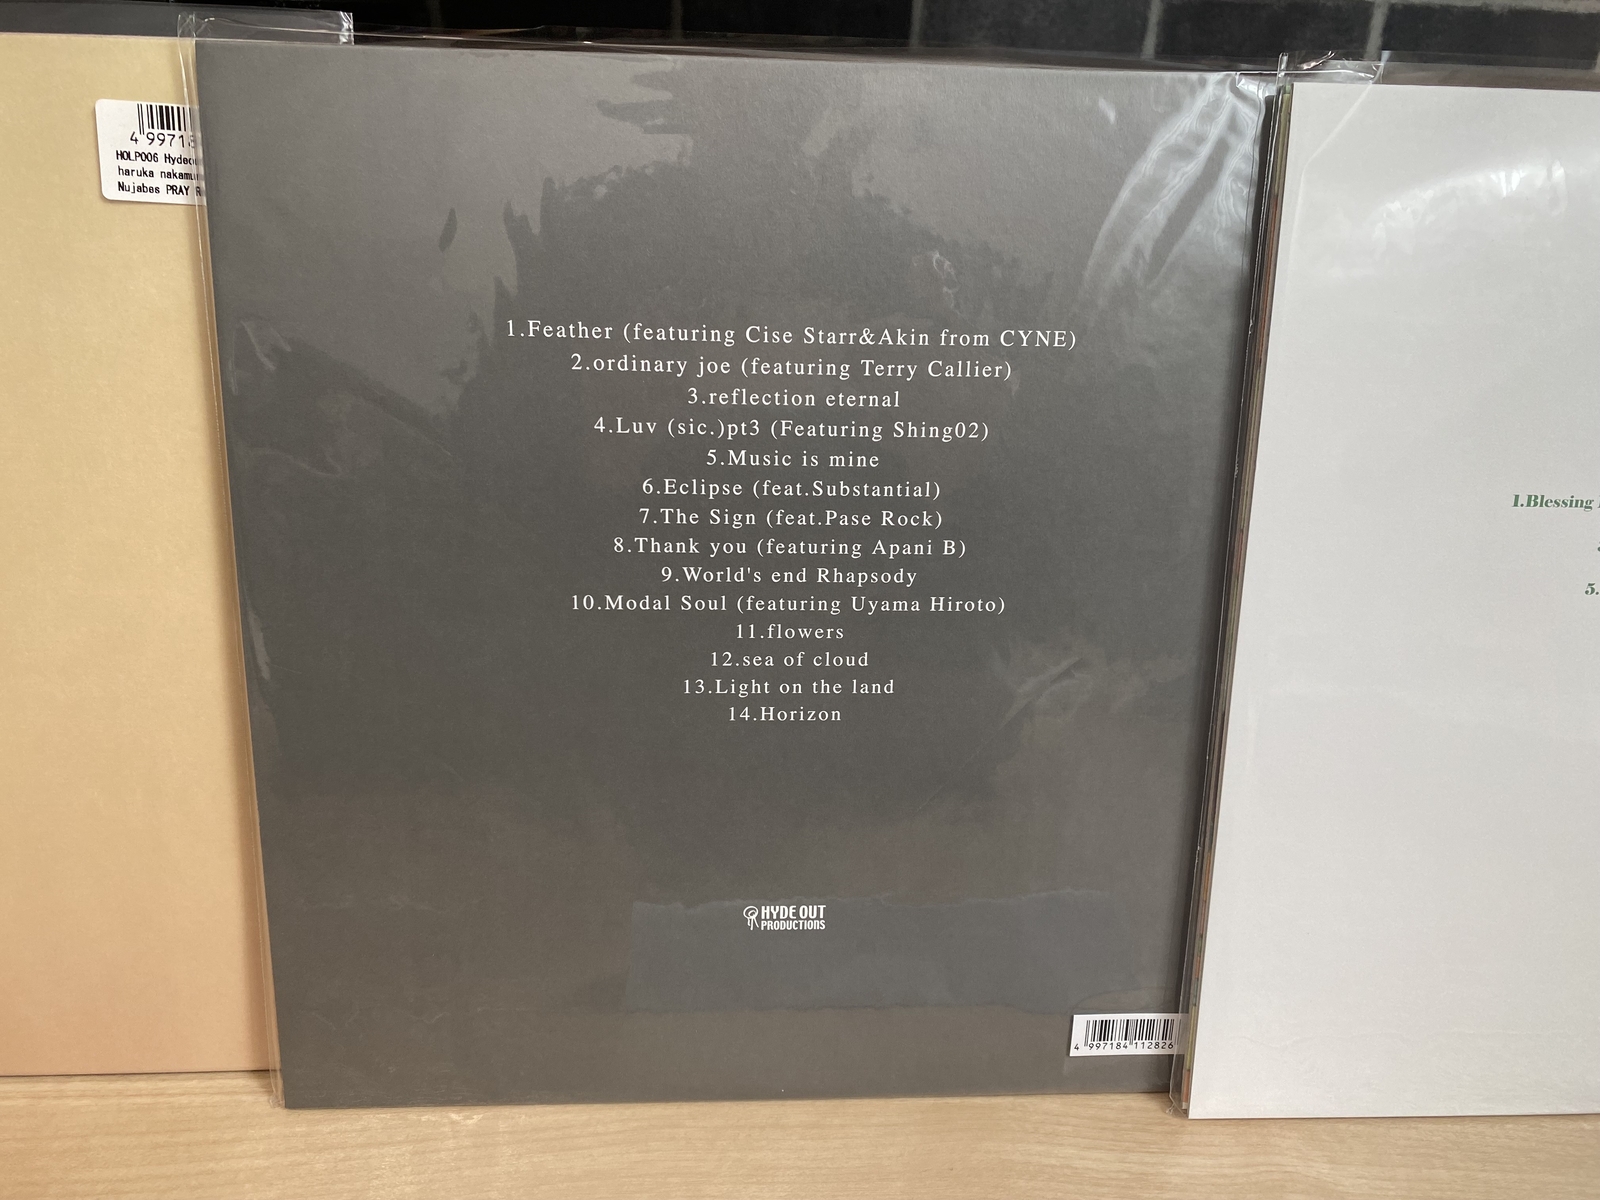 4 9971
HOLP006
haruka
Nujabes PRAY
1.Feather (featuring Cise Starr&Akin from CYNE)
2.ordinary joe (featuring Terry Callier)
3.reflection eternal
4.Luv (sic.)pt3 (Featuring Shing02)
5.Music is mine
6.Eclipse (feat.Substantial)
7.The Sign (feat.Pase Rock)
8.Thank you (featuring Apani B)
9.World's end Rhapsody
10.Modal Soul (featuring Uyama Hiroto)
11.flowers
12.sea of cloud
13.Light on the land
14.Horizon
HYDE OUT
PRODUCTIONS
4 997184 112826
1.Blessing
5.